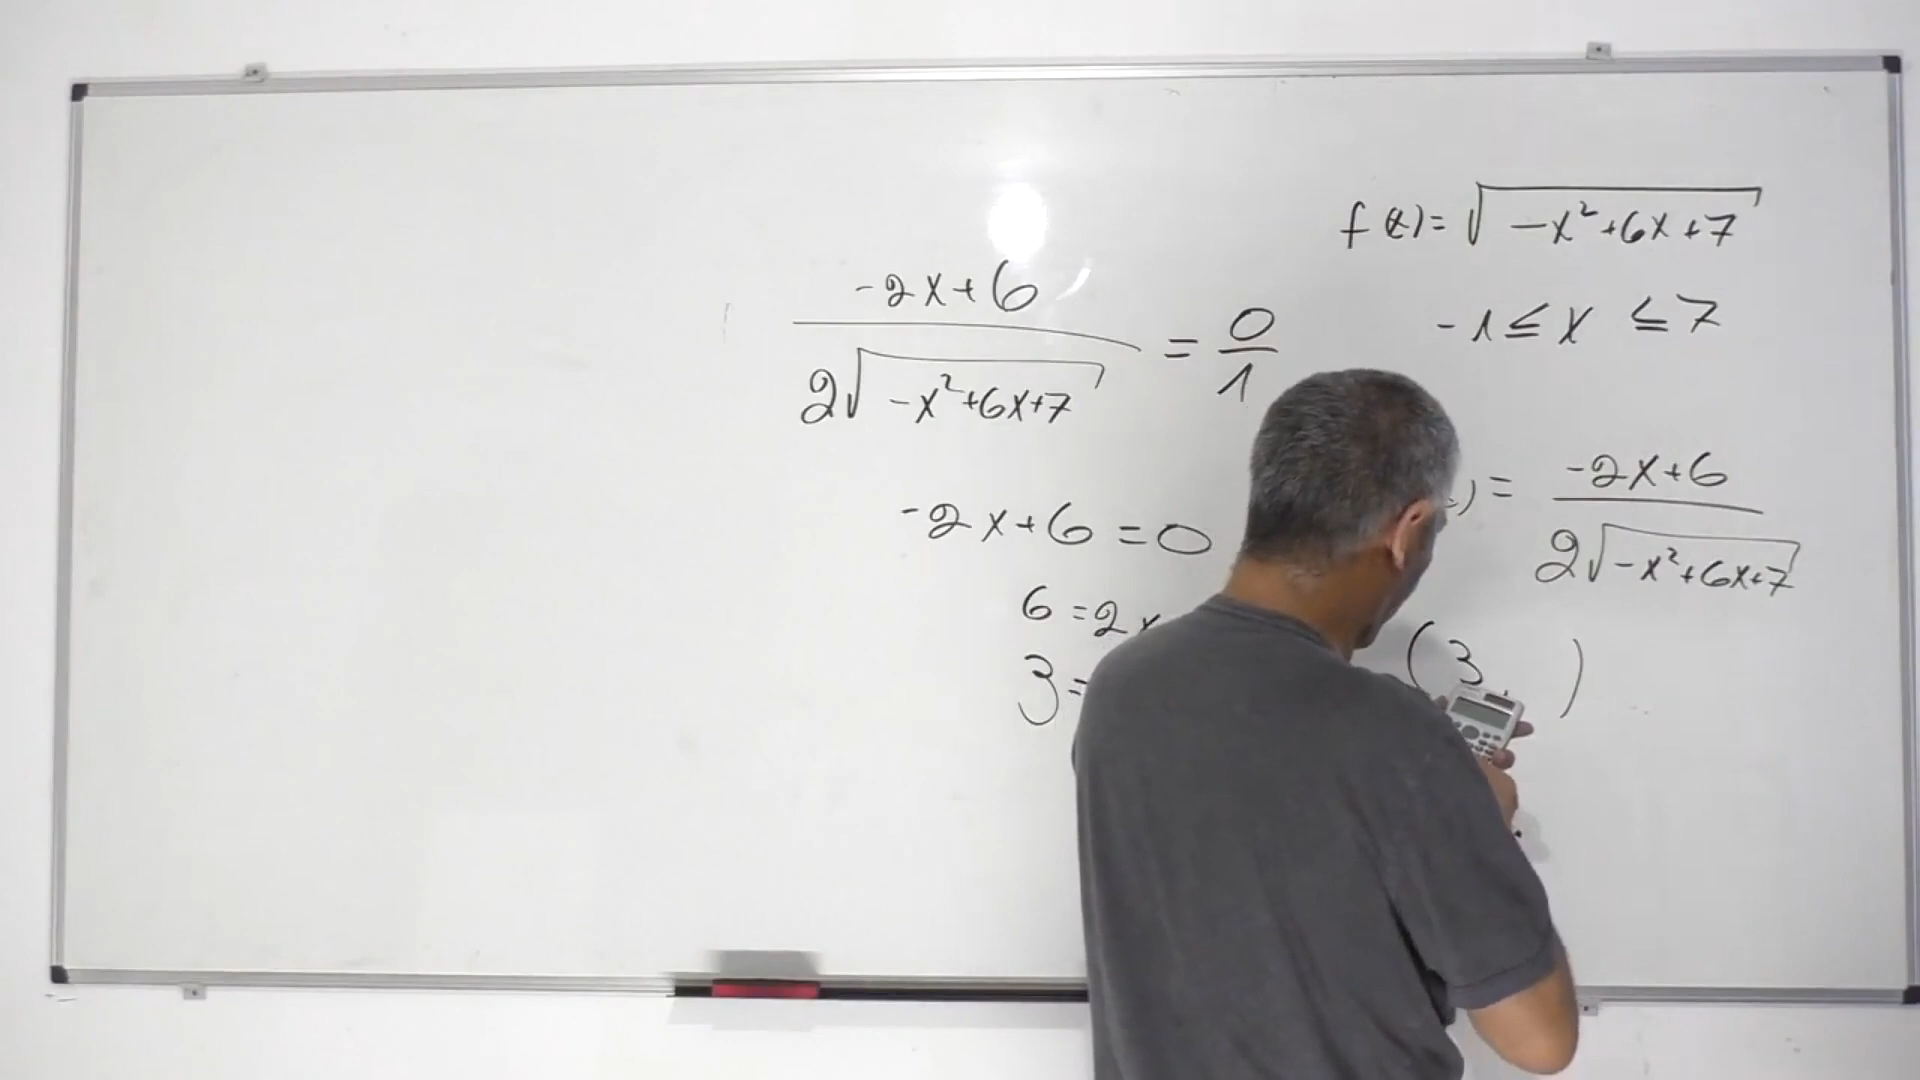 f(x)=√(-x²+6x+7)
-1≤x≤7
(-2x+6)/(2√(-x²+6x+7)) = 0/1
) = (-2x+6)/(2√(-x²+6x+7))
-2x+6=0
6=2x
3=
(3, )